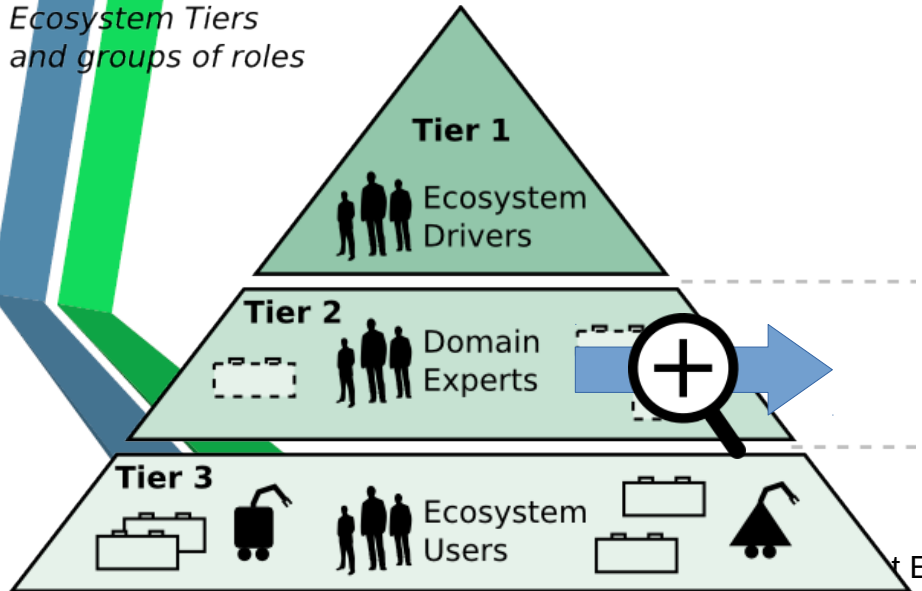 Ecosystem Tiers
and groups of roles
Tier 1
Ecosystem
Drivers
Tier 2
Domain
Experts
Tier 3
Ecosystem
Users
t E